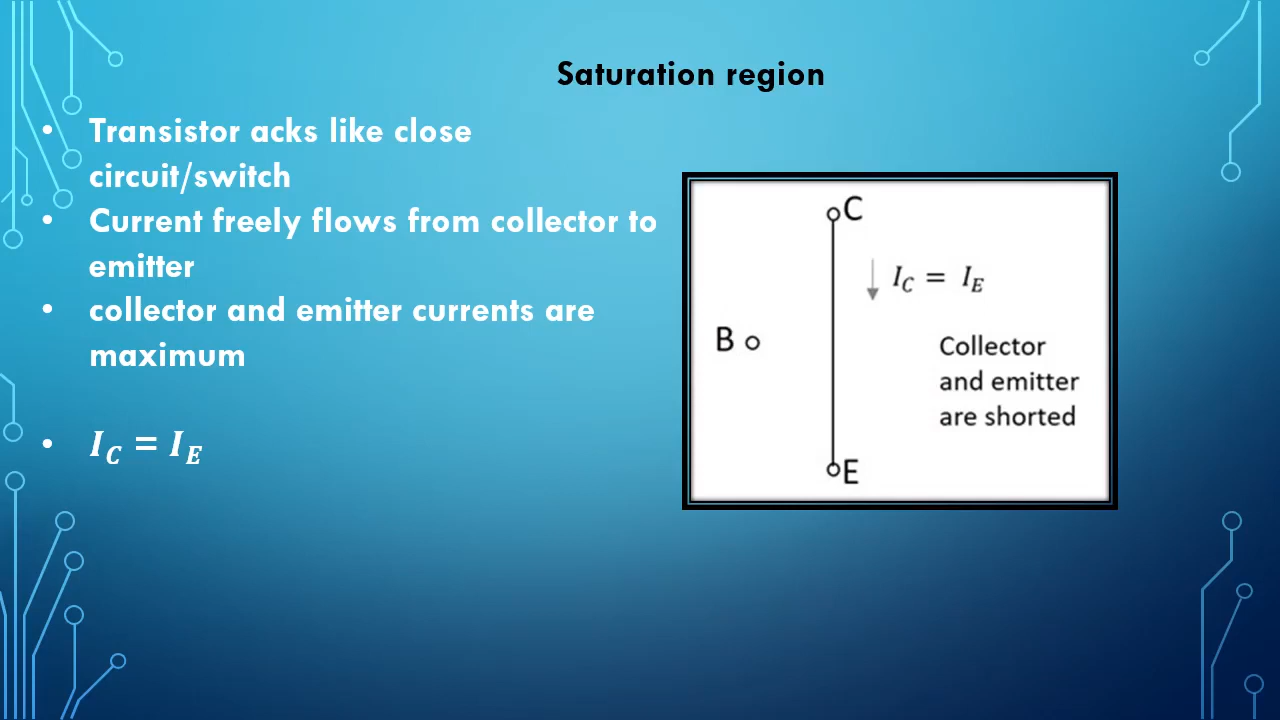 Saturation region
• Transistor acks like close
circuit/switch
• Current freely flows from collector to
emitter
• collector and emitter currents are
maximum
• I_C = I_E
C
I_C = I_E
B
Collector
and emitter
are shorted
E